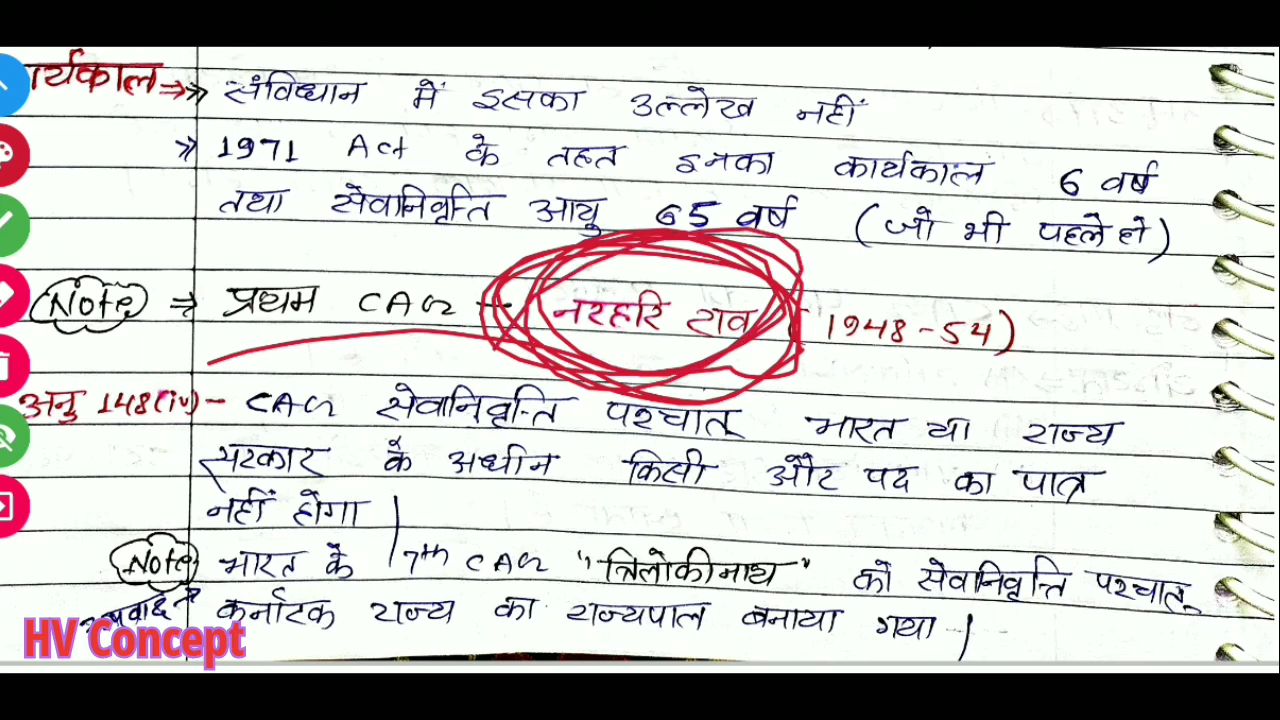 र्यकाल → » संविधान में इसका उल्लेख नहीं
» 1971 Act के तहत इनका कार्यकाल 6 वर्ष
तथा सेवानिवृत्ति आयु 65 वर्ष (जो भी पहले हो)
Note ⇒ प्रथम CAG - नरहरि राव (1948-54)
अनु 148(iv) - CAG सेवानिवृत्ति पश्चात् भारत या राज्य
सरकार के अधीन किसी और पद का पात्र
नहीं होगा |
Note भारत के 7th CAG "त्रिलोकीनाथ" को सेवानिवृत्ति पश्चात्
कर्नाटक राज्य का राज्यपाल बनाया गया |
HV Concept